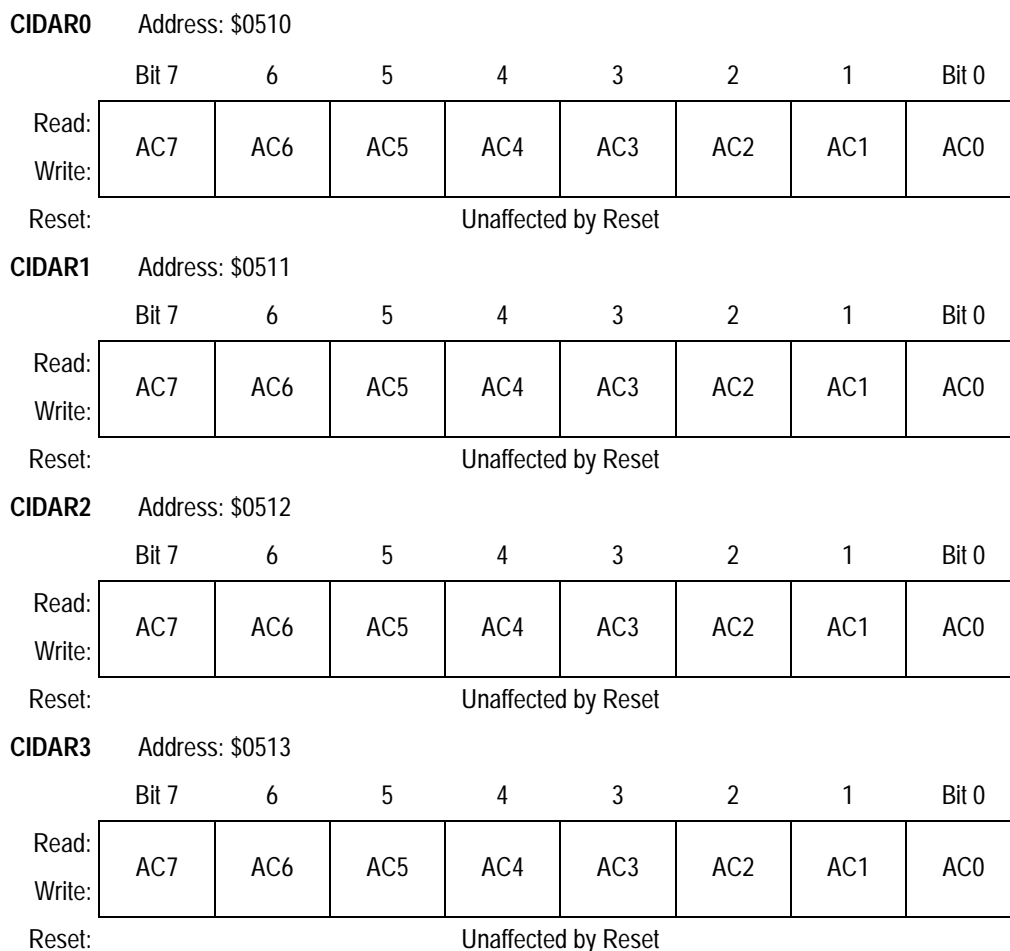 CIDAR0 Address: $0510
Bit 7 6 5 4 3 2 1 Bit 0
Read:
AC7 AC6 AC5 AC4 AC3 AC2 AC1 AC0
Write:
Reset: Unaffected by Reset
CIDAR1 Address: $0511
Bit 7 6 5 4 3 2 1 Bit 0
Read:
AC7 AC6 AC5 AC4 AC3 AC2 AC1 AC0
Write:
Reset: Unaffected by Reset
CIDAR2 Address: $0512
Bit 7 6 5 4 3 2 1 Bit 0
Read:
AC7 AC6 AC5 AC4 AC3 AC2 AC1 AC0
Write:
Reset: Unaffected by Reset
CIDAR3 Address: $0513
Bit 7 6 5 4 3 2 1 Bit 0
Read:
AC7 AC6 AC5 AC4 AC3 AC2 AC1 AC0
Write:
Reset: Unaffected by Reset